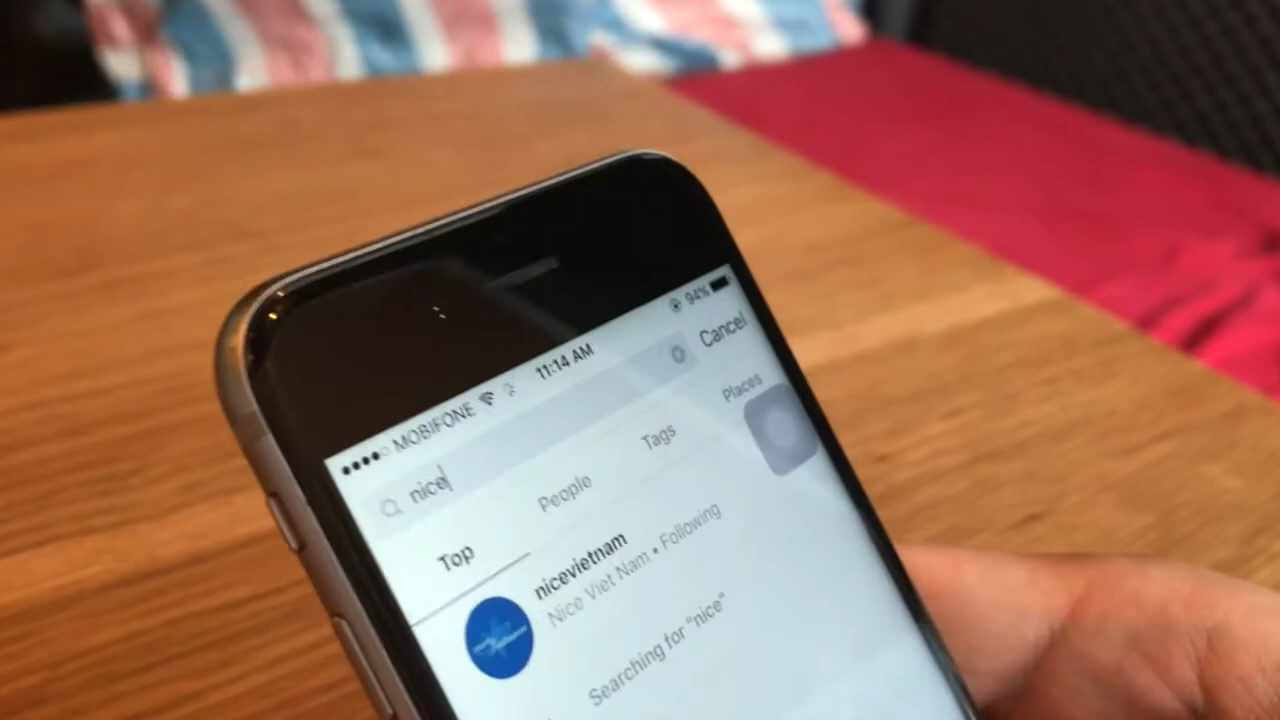 MOBIFONE 11:14 AM 94%
nice Cancel
Top People Tags Places
nicevietnam
Nice Viet Nam • Following
Searching for "nice"